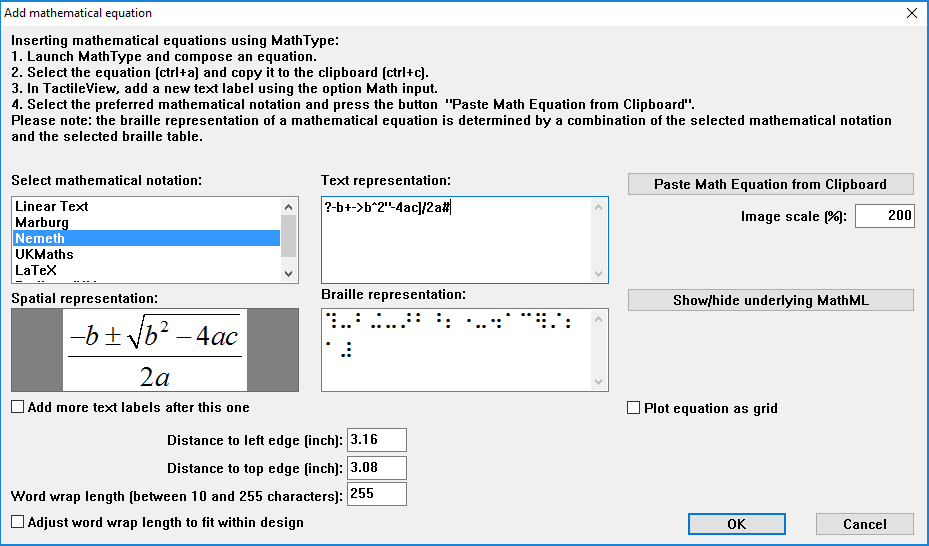 Add mathematical equation
Inserting mathematical equations using MathType:
1. Launch MathType and compose an equation.
2. Select the equation (ctrl+a) and copy it to the clipboard (ctrl+c).
3. In TactileView, add a new text label using the option Math input.
4. Select the preferred mathematical notation and press the button  "Paste Math Equation from Clipboard".
Please note: the braille representation of a mathematical equation is determined by a combination of the selected mathematical notation
and the selected braille table.
Select mathematical notation:
Linear Text
Marburg
Nemeth
UKMaths
LaTeX
Text representation:
?-b+->b^2"-4ac]/2a#
Paste Math Equation from Clipboard
Image scale (%): 200
Spatial representation:
−b ± √b² − 4ac
2a
Braille representation:
Show/hide underlying MathML
Add more text labels after this one
Plot equation as grid
Distance to left edge (inch): 3.16
Distance to top edge (inch): 3.08
Word wrap length (between 10 and 255 characters): 255
Adjust word wrap length to fit within design
OK
Cancel